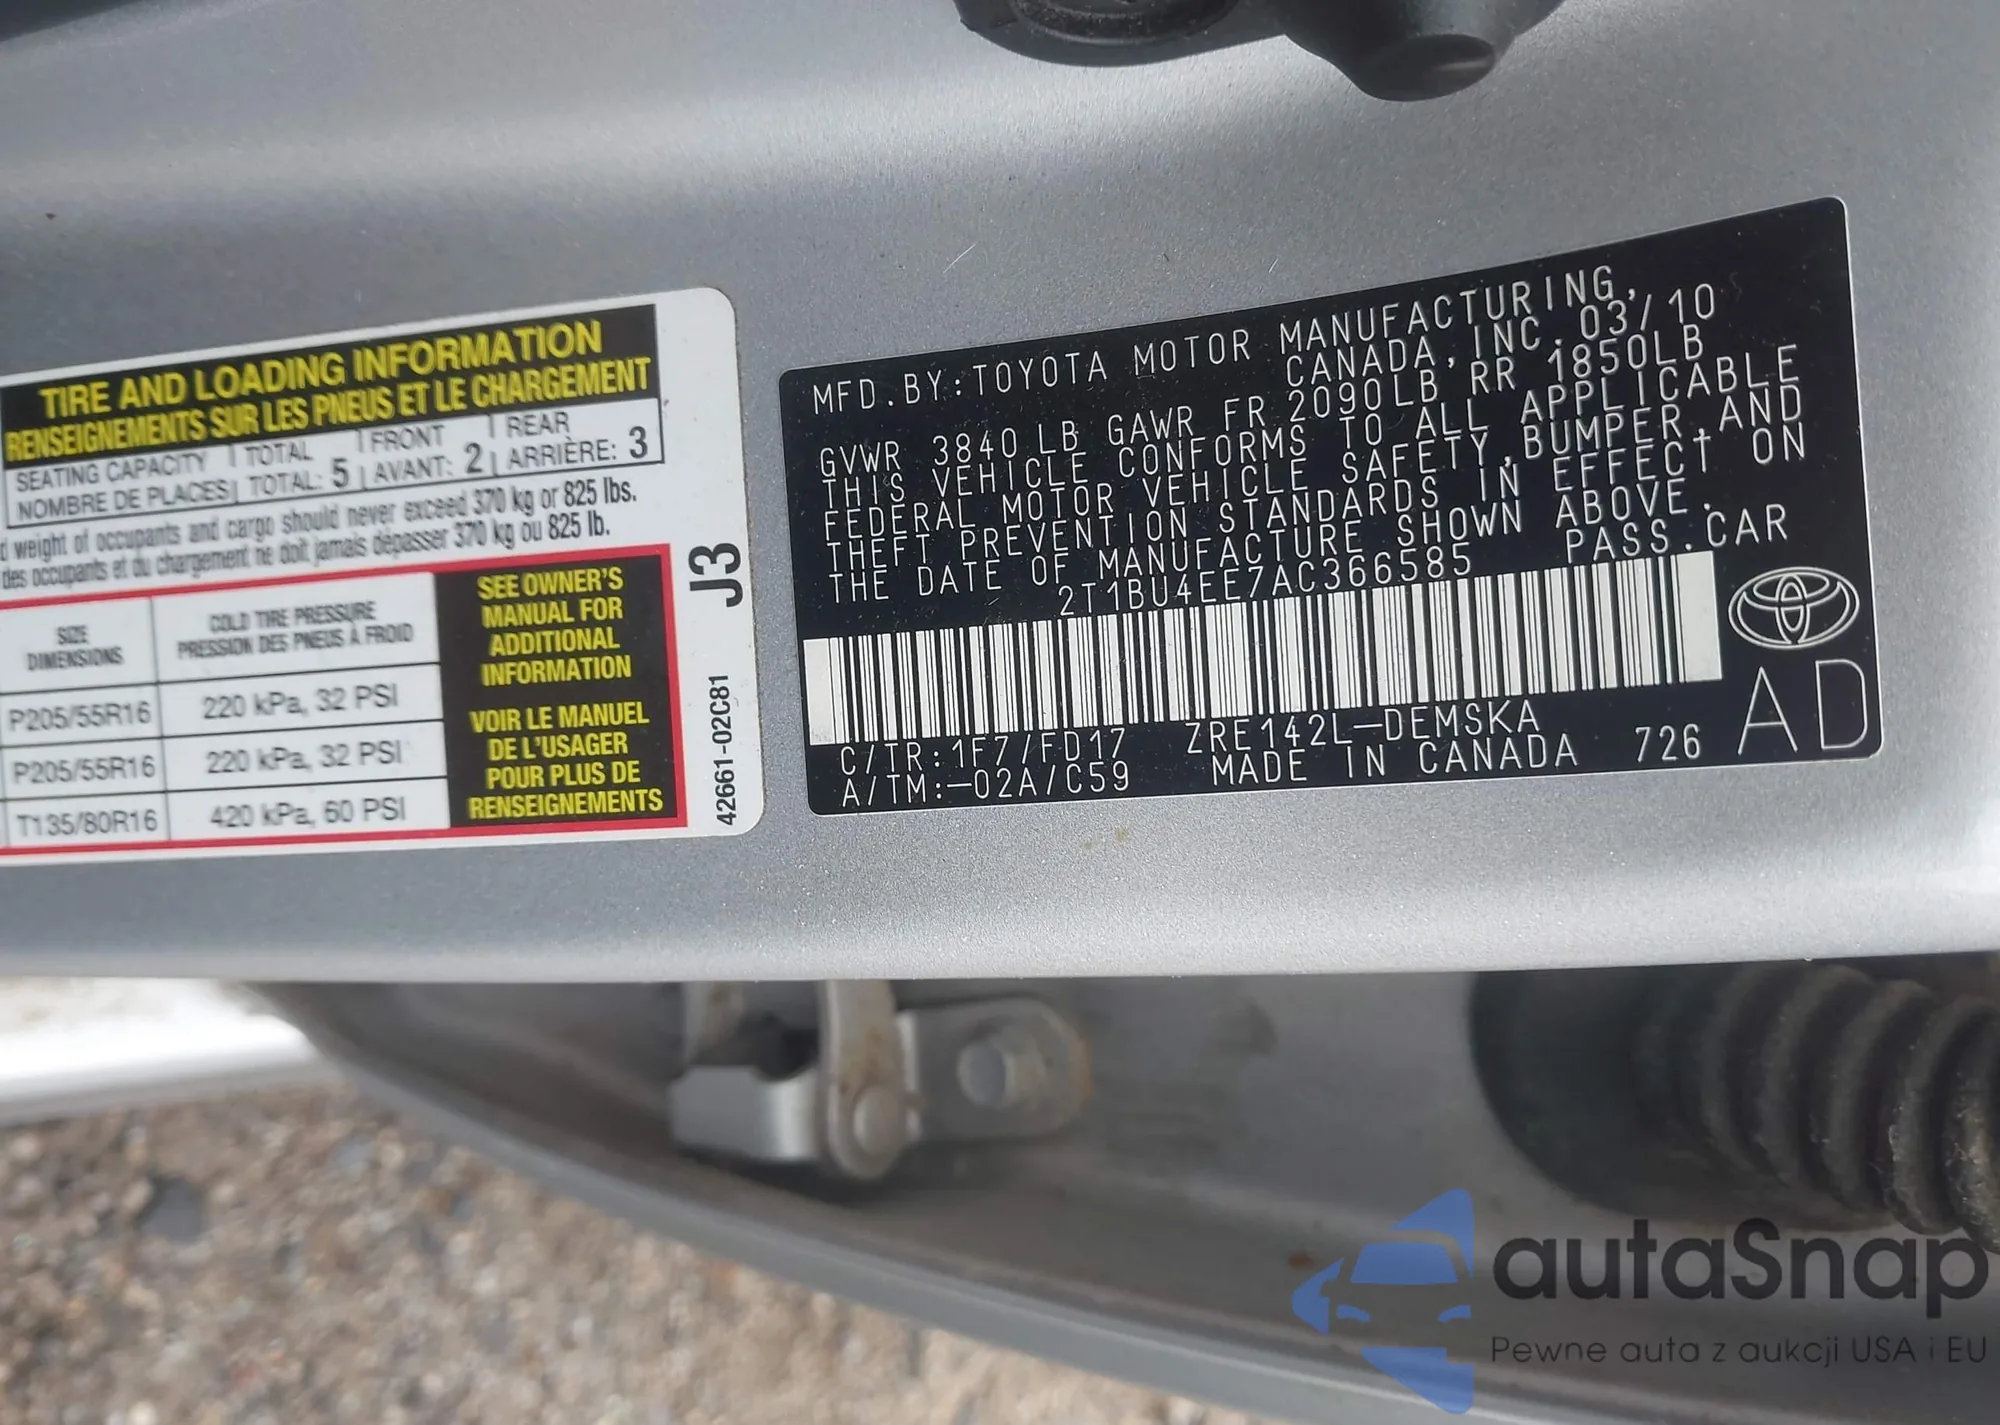 TIRE AND LOADING INFORMATION
RENSEIGNEMENTS SUR LES PNEUS ET LE CHARGEMENT
SEATING CAPACITY TOTAL FRONT REAR
NOMBRE DE PLACES TOTAL: 5 AVANT: 2 ARRIÈRE: 3
weight of occupants and cargo should never exceed 370 kg or 825 lbs.
des occupants et du chargement ne doit jamais dépasser 370 kg ou 825 lb.
SIZE
DIMENSIONS
COLD TIRE PRESSURE
PRESSION DES PNEUS À FROID
P205/55R16 220 kPa, 32 PSI
P205/55R16 220 kPa, 32 PSI
T135/80R16 420 kPa, 60 PSI
SEE OWNER'S
MANUAL FOR
ADDITIONAL
INFORMATION
VOIR LE MANUEL
DE L'USAGER
POUR PLUS DE
RENSEIGNEMENTS
J3
42661-02C81
MFD.BY:TOYOTA MOTOR MANUFACTURING,
CANADA,INC.03/10
GVWR 3840 LB GAWR FR 2090LB RR 1850LB
THIS VEHICLE CONFORMS TO ALL APPLICABLE
FEDERAL MOTOR VEHICLE SAFETY,BUMPER,AND
THEFT PREVENTION STANDARDS IN EFFECT ON
THE DATE OF MANUFACTURE SHOWN ABOVE.
2T1BU4EE7AC366585 PASS.CAR
C/TR:1F7/FD17 ZRE142L-DEMSKA
A/TM:-02A/C59 MADE IN CANADA 726
AD
autaSnap
Pewne auta z aukcji USA i EU